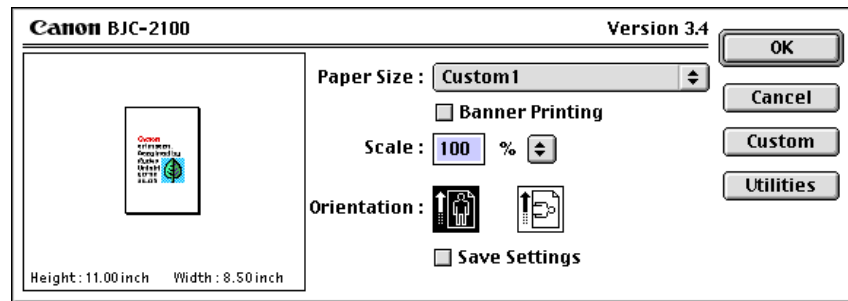 Canon BJC-2100
Version 3.4
OK
Paper Size : Custom1
Cancel
Banner Printing
Scale : 100 %
Custom
Utilities
Orientation :
Save Settings
Canon
Height : 11.00 inch Width : 8.50 inch